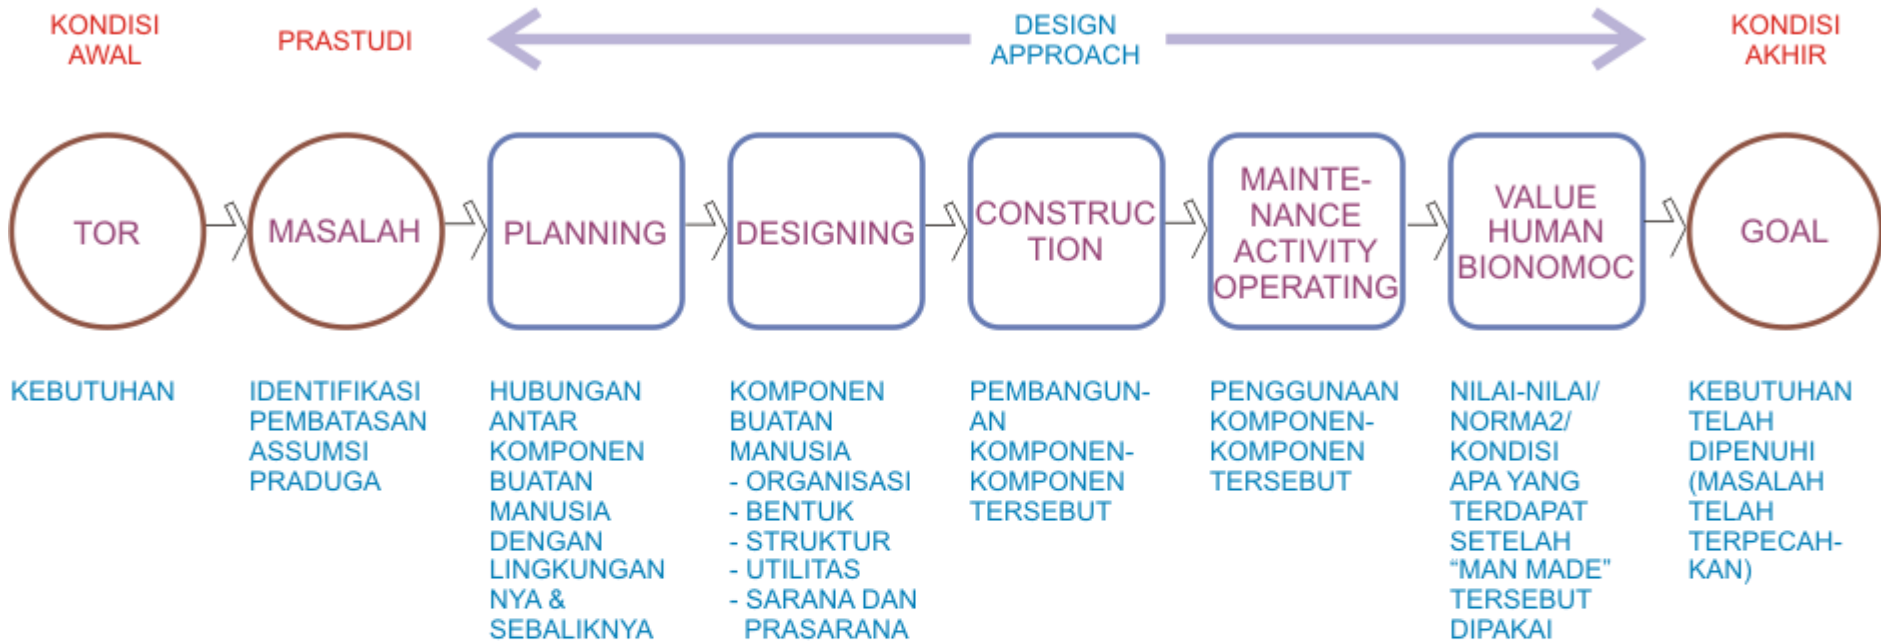 KONDISI
AWAL
PRASTUDI
DESIGN
APPROACH
KONDISI
AKHIR
TOR
MASALAH
PLANNING
DESIGNING
CONSTRUC
TION
MAINTE-
NANCE
ACTIVITY
OPERATING
VALUE
HUMAN
BIONOMOC
GOAL
KEBUTUHAN
IDENTIFIKASI
PEMBATASAN
ASSUMSI
PRADUGA
HUBUNGAN
ANTAR
KOMPONEN
BUATAN
MANUSIA
DENGAN
LINGKUNGAN
NYA &
SEBALIKNYA
KOMPONEN
BUATAN
MANUSIA
- ORGANISASI
- BENTUK
- STRUKTUR
- UTILITAS
- SARANA DAN
PRASARANA
PEMBANGUN-
AN
KOMPONEN-
KOMPONEN
TERSEBUT
PENGGUNAAN
KOMPONEN-
KOMPONEN
TERSEBUT
NILAI-NILAI/
NORMA2/
KONDISI
APA YANG
TERDAPAT
SETELAH
“MAN MADE”
TERSEBUT
DIPAKAI
KEBUTUHAN
TELAH
DIPENUHI
(MASALAH
TELAH
TERPECAH-
KAN)